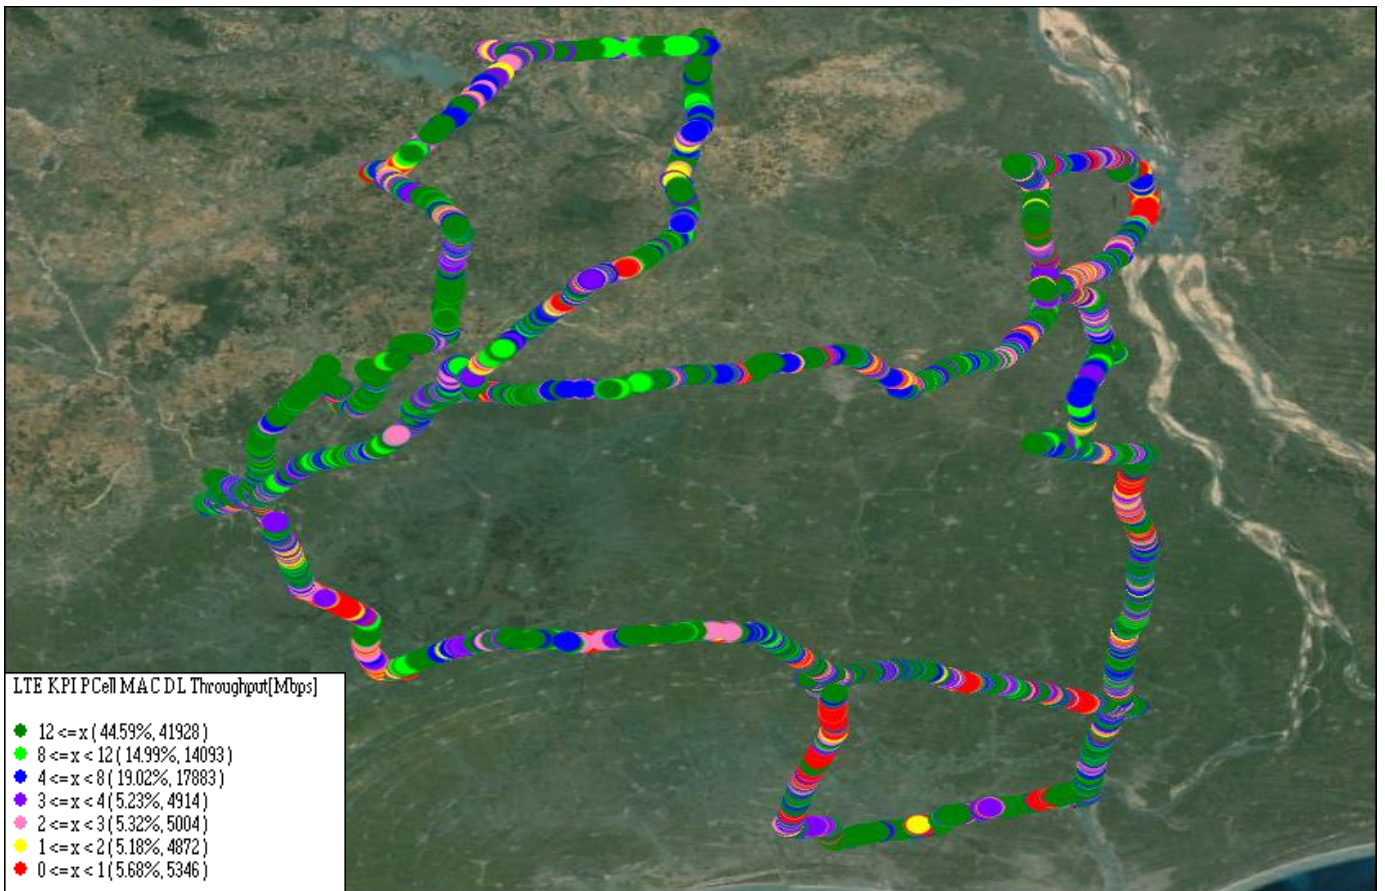 LTE KPI PCell MAC DL Throughput[Mbps]
12 <=x ( 44.59%, 41928 )
8 <=x < 12 ( 14.99%, 14093 )
4 <=x < 8 ( 19.02%, 17883 )
3 <=x < 4 ( 5.23%, 4914 )
2 <=x < 3 ( 5.32%, 5004 )
1 <=x < 2 ( 5.18%, 4872 )
0 <=x < 1 ( 5.68%, 5346 )